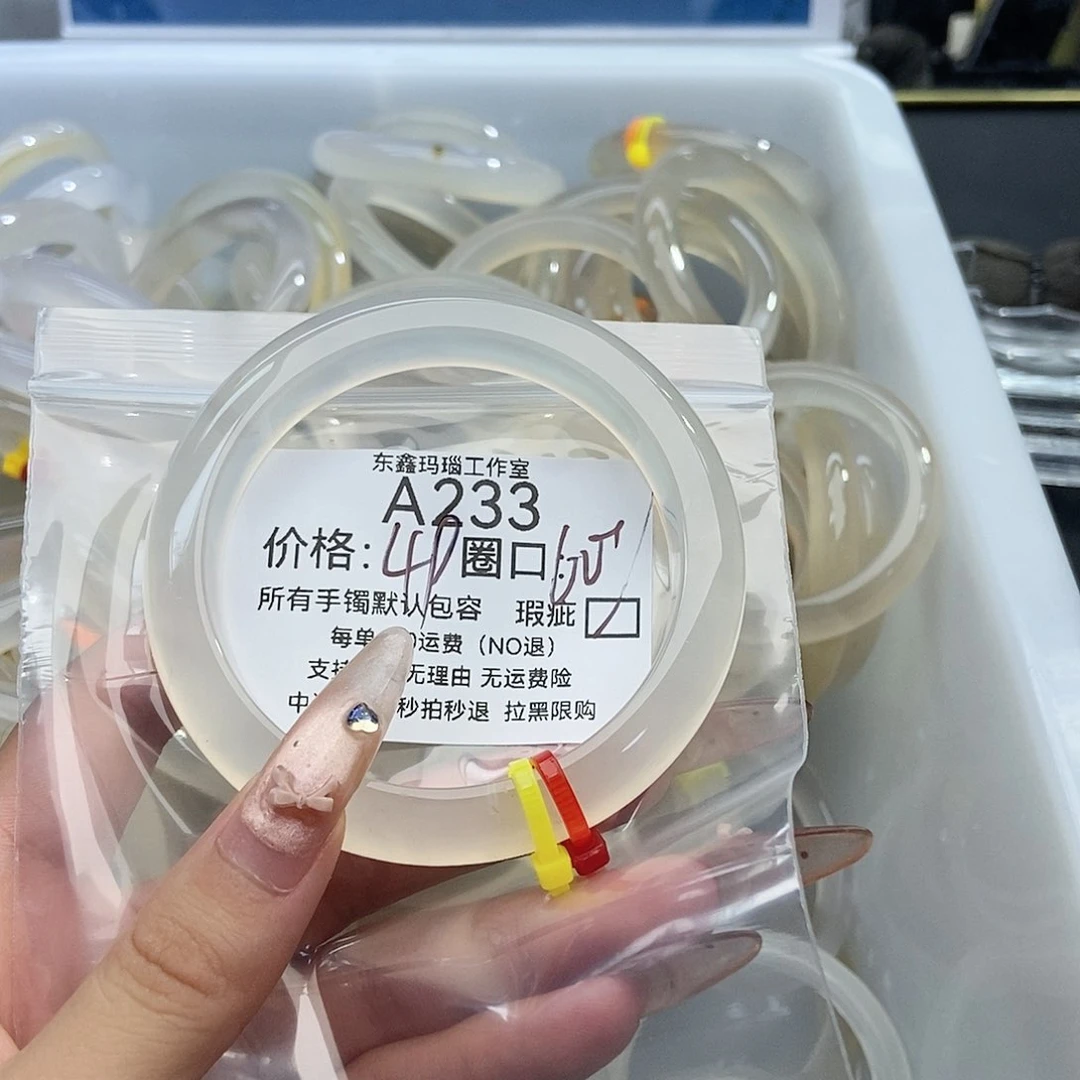 东鑫玛瑙工作室
A233
价格: 圈口:
所有手镯默认包容 瑕疵
每单 0运费（NO退）
支持 无理由 无运费险
中 秒拍秒退 拉黑限购